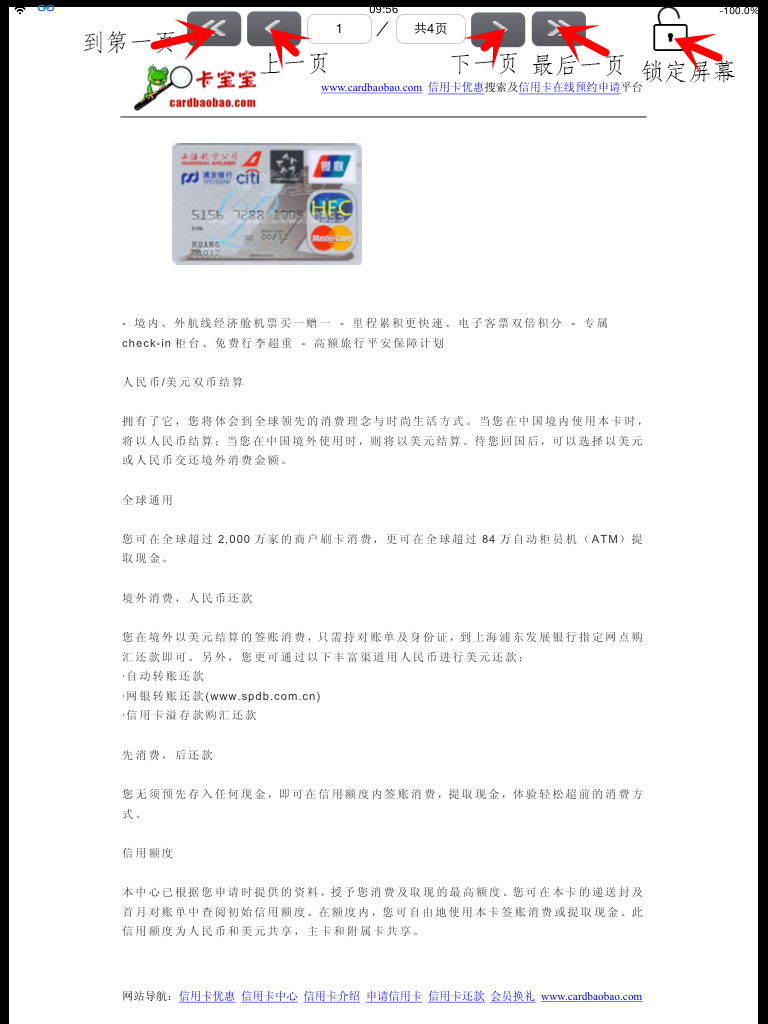 09:56
-100.0%
1 / 共4页
到第一页
上一页
下一页
最后一页
锁定屏幕
卡宝宝
cardbaobao.com
www.cardbaobao.com 信用卡优惠搜索及信用卡在线预约申请平台
上海航空公司
SHANGHAI AIRLINES
浦发银行
SPD BANK
citi
银联
HFC
MasterCard
HUANG
- 境内、外航线经济舱机票买一赠一 - 里程累积更快速、电子客票双倍积分 - 专属
check-in 柜台、免费行李超重 - 高额旅行平安保障计划
人民币/美元双币结算
拥有了它，您将体会到全球领先的消费理念与时尚生活方式。当您在中国境内使用本卡时，
将以人民币结算；当您在中国境外使用时，则将以美元结算。待您回国后，可以选择以美元
或人民币交还境外消费金额。
全球通用
您可在全球超过 2,000 万家的商户刷卡消费，更可在全球超过 84 万自动柜员机（ATM）提
取现金。
境外消费，人民币还款
您在境外以美元结算的签账消费，只需持对账单及身份证，到上海浦东发展银行指定网点购
汇还款即可。另外，您更可通过以下丰富渠道用人民币进行美元还款：
·自动转账还款
·网银转账还款(www.spdb.com.cn)
·信用卡溢存款购汇还款
先消费，后还款
您无须预先存入任何现金，即可在信用额度内签账消费，提取现金，体验轻松超前的消费方
式。
信用额度
本中心已根据您申请时提供的资料，授予您消费及取现的最高额度。您可在本卡的递送封及
首月对账单中查阅初始信用额度。在额度内，您可自由地使用本卡签账消费或提取现金。此
信用额度为人民币和美元共享，主卡和附属卡共享。
网站导航：信用卡优惠 信用卡中心 信用卡介绍 申请信用卡 信用卡还款 会员换礼 www.cardbaobao.com